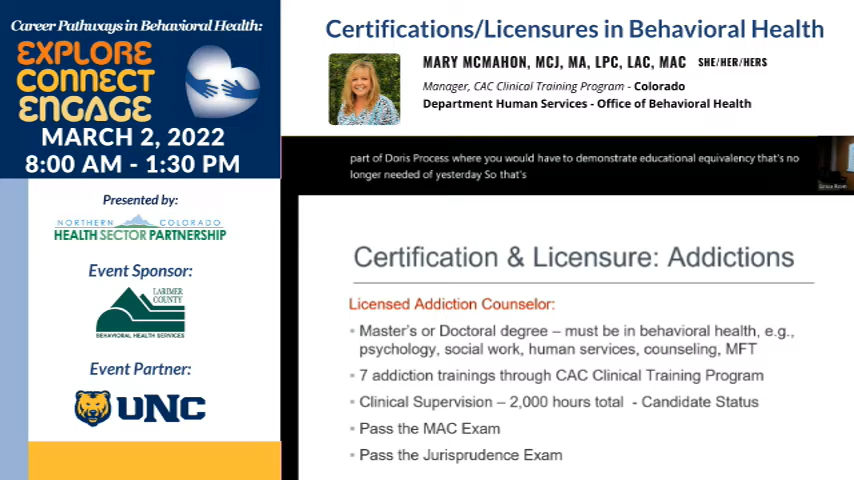 Career Pathways in Behavioral Health:
EXPLORE
CONNECT
ENGAGE
MARCH 2, 2022
8:00 AM - 1:30 PM
Presented by:
NORTHERN COLORADO
HEALTH SECTOR PARTNERSHIP
Event Sponsor:
LARIMER
COUNTY
BEHAVIORAL HEALTH SERVICES
Event Partner:
UNC
Certifications/Licensures in Behavioral Health
MARY MCMAHON, MCJ, MA, LPC, LAC, MAC SHE/HER/HERS
Manager, CAC Clinical Training Program - Colorado
Department Human Services - Office of Behavioral Health
part of Doris Process where you would have to demonstrate educational equivalency that's no
longer needed of yesterday So that's
Certification & Licensure: Addictions
Licensed Addiction Counselor:
• Master's or Doctoral degree – must be in behavioral health, e.g.,
psychology, social work, human services, counseling, MFT
• 7 addiction trainings through CAC Clinical Training Program
• Clinical Supervision – 2,000 hours total - Candidate Status
• Pass the MAC Exam
• Pass the Jurisprudence Exam